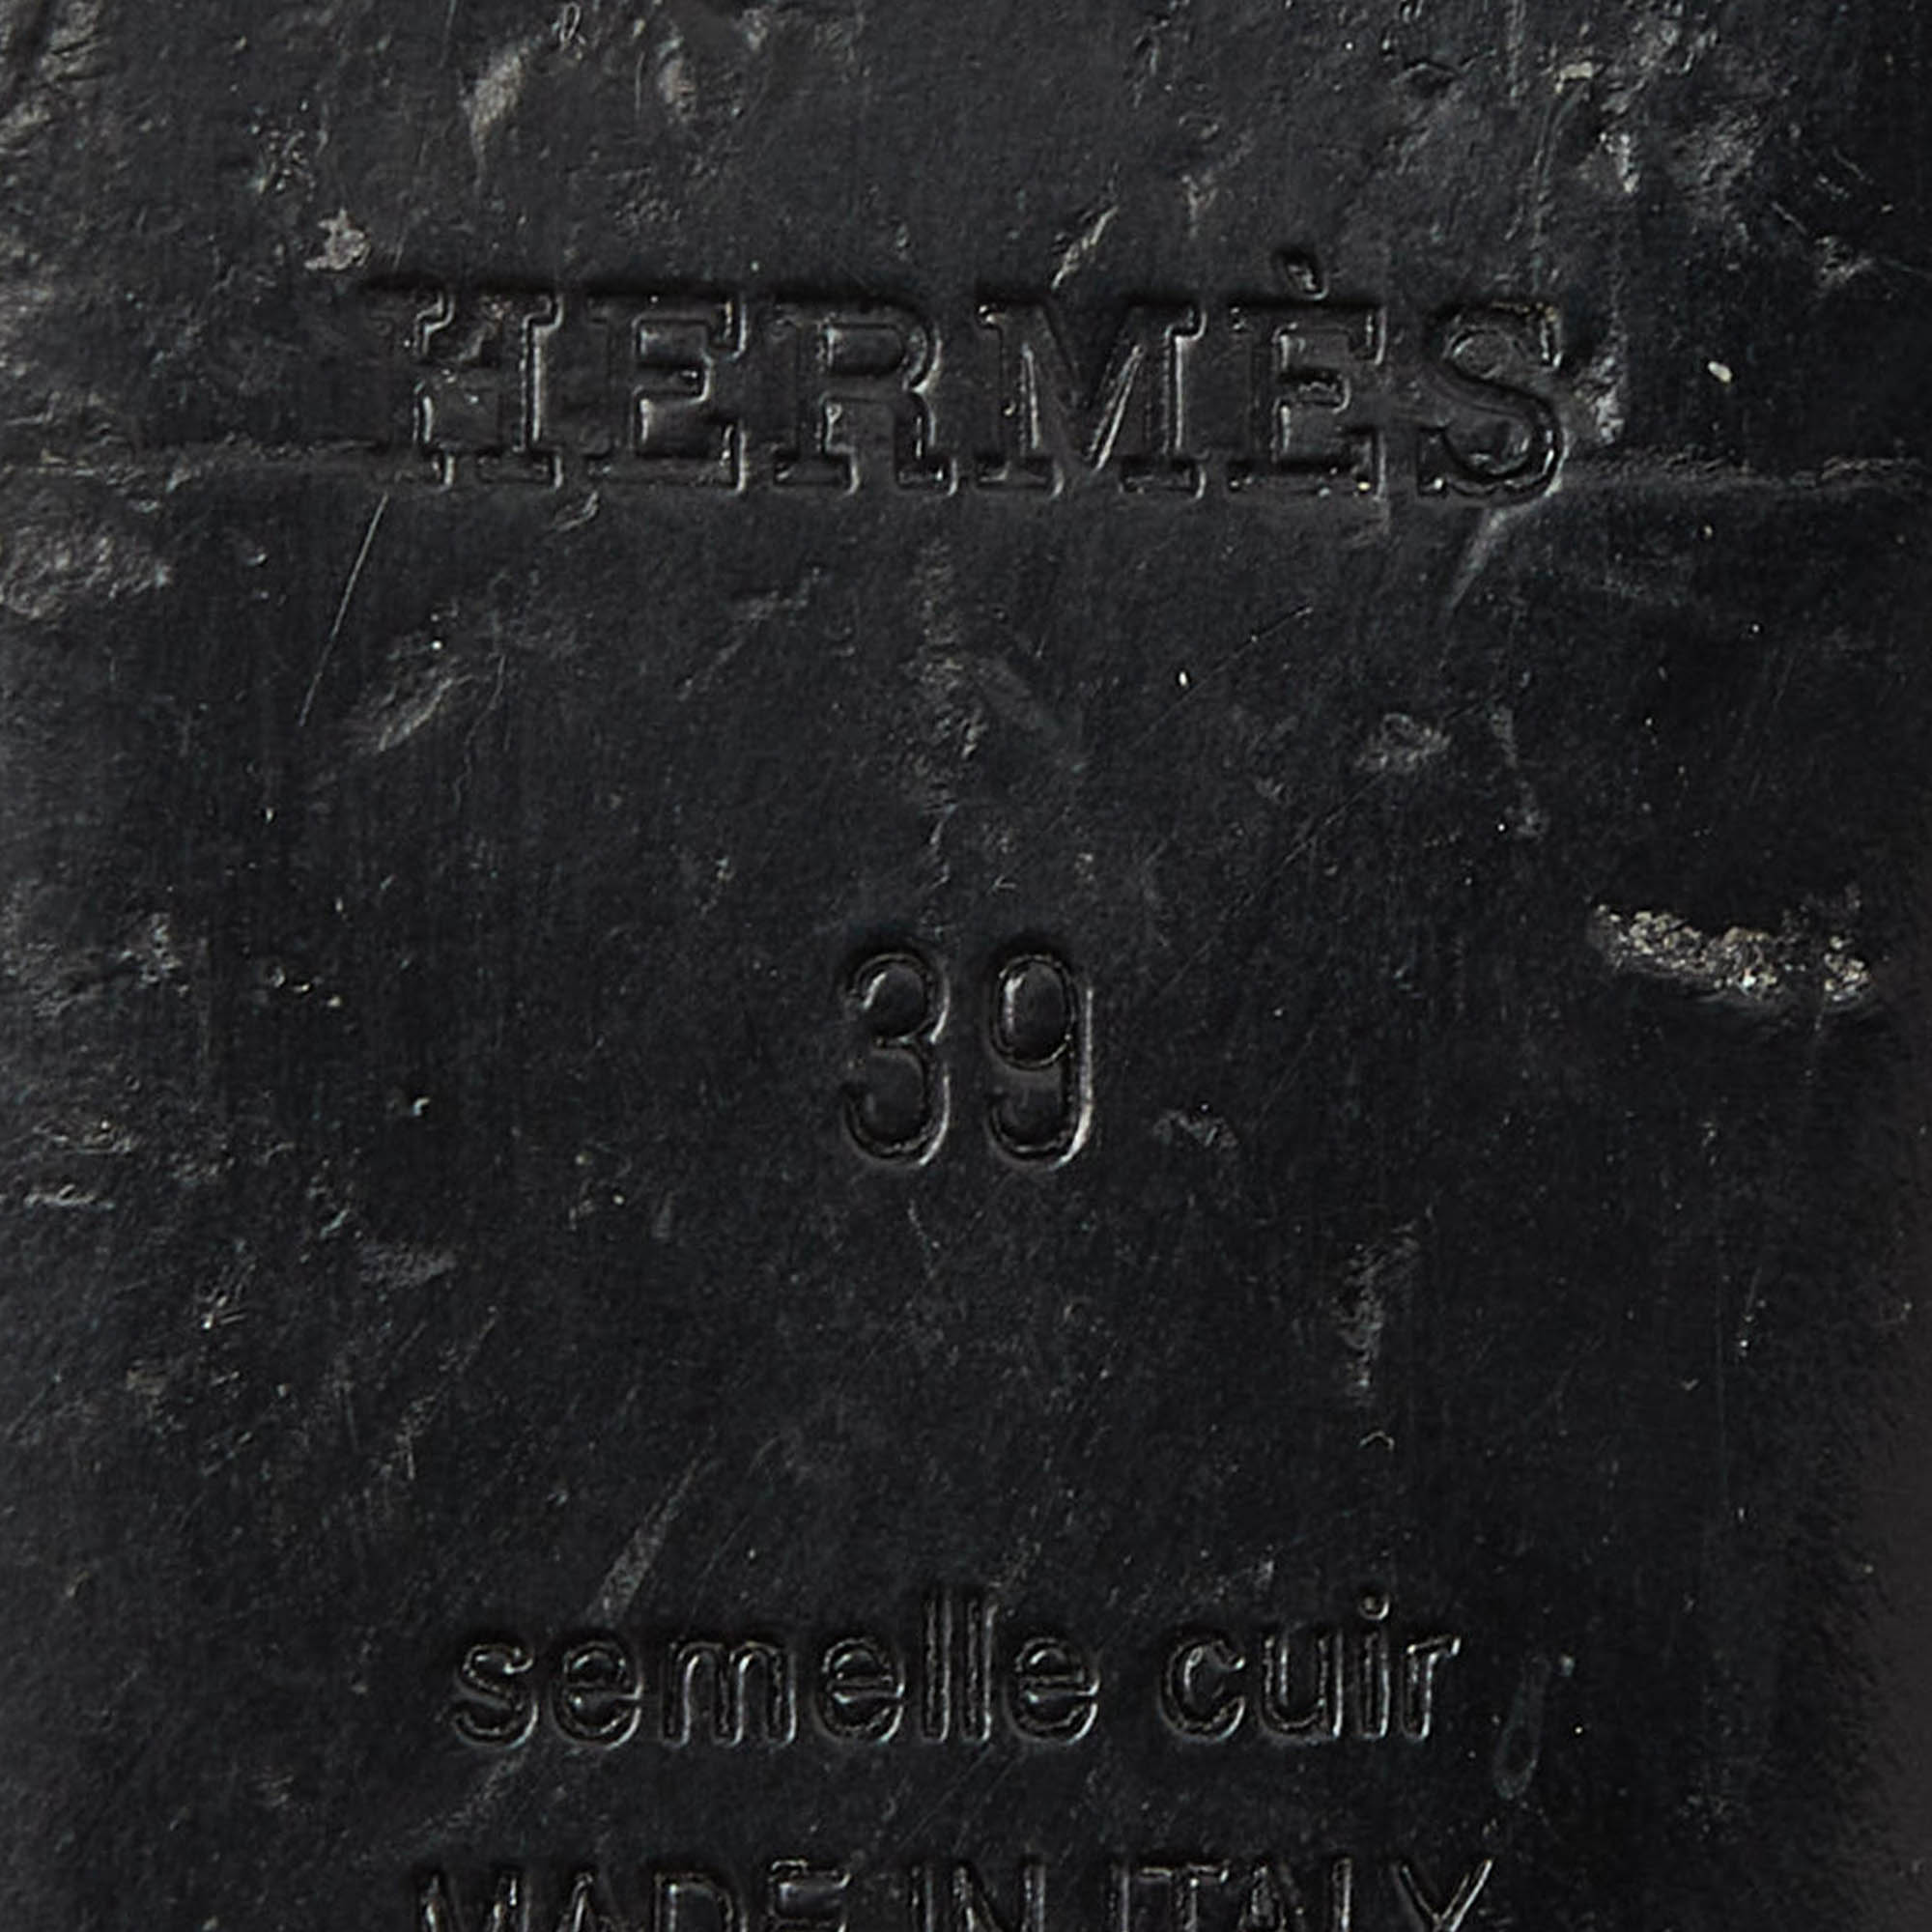 HERMÈS
39
semelle cuir
MADE IN ITALY